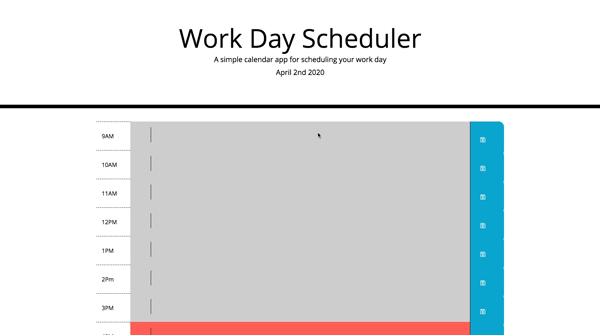 Work Day Scheduler
A simple calendar app for scheduling your work day
April 2nd 2020
9AM
10AM
11AM
12PM
1PM
2Pm
3PM